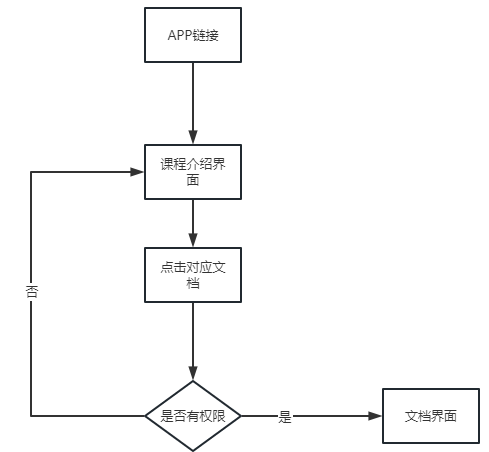 APP链接
课程介绍界
面
点击对应文
档
否
是否有权限
是
文档界面